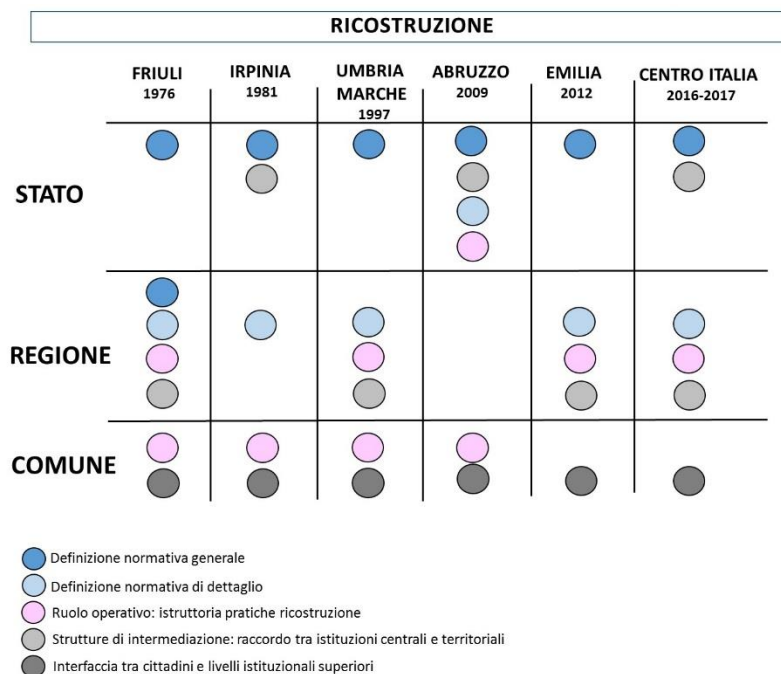 RICOSTRUZIONE
FRIULI
1976
IRPINIA
1981
UMBRIA
MARCHE
1997
ABRUZZO
2009
EMILIA
2012
CENTRO ITALIA
2016-2017
STATO
REGIONE
COMUNE
Definizione normativa generale
Definizione normativa di dettaglio
Ruolo operativo: istruttoria pratiche ricostruzione
Strutture di intermediazione: raccordo tra istituzioni centrali e territoriali
Interfaccia tra cittadini e livelli istituzionali superiori